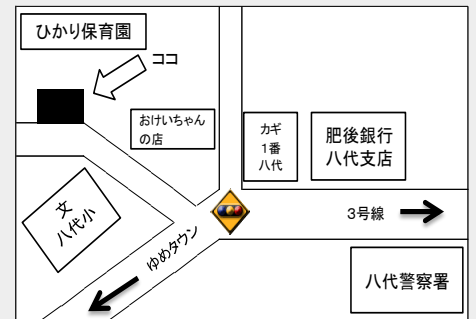 ひかり保育園
ココ
おけいちゃん
の店
カギ
1番
八代
肥後銀行
八代支店
文
八代小
ゆめタウン
3号線
八代警察署